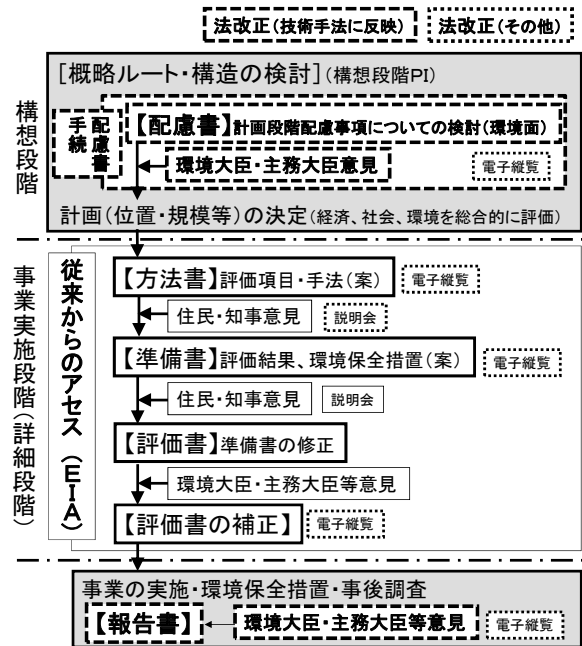 法改正(技術手法に反映)
法改正(その他)
[概略ルート・構造の検討](構想段階PI)
構想段階
配慮書手続
【配慮書】計画段階配慮事項についての検討(環境面)
環境大臣・主務大臣意見
電子縦覧
計画(位置・規模等)の決定(経済、社会、環境を総合的に評価)
事業実施段階(詳細段階)
従来からのアセス(EIA)
【方法書】評価項目・手法(案)
電子縦覧
住民・知事意見
説明会
【準備書】評価結果、環境保全措置(案)
電子縦覧
住民・知事意見
説明会
【評価書】準備書の修正
環境大臣・主務大臣等意見
【評価書の補正】
電子縦覧
事業の実施・環境保全措置・事後調査
【報告書】
環境大臣・主務大臣等意見
電子縦覧